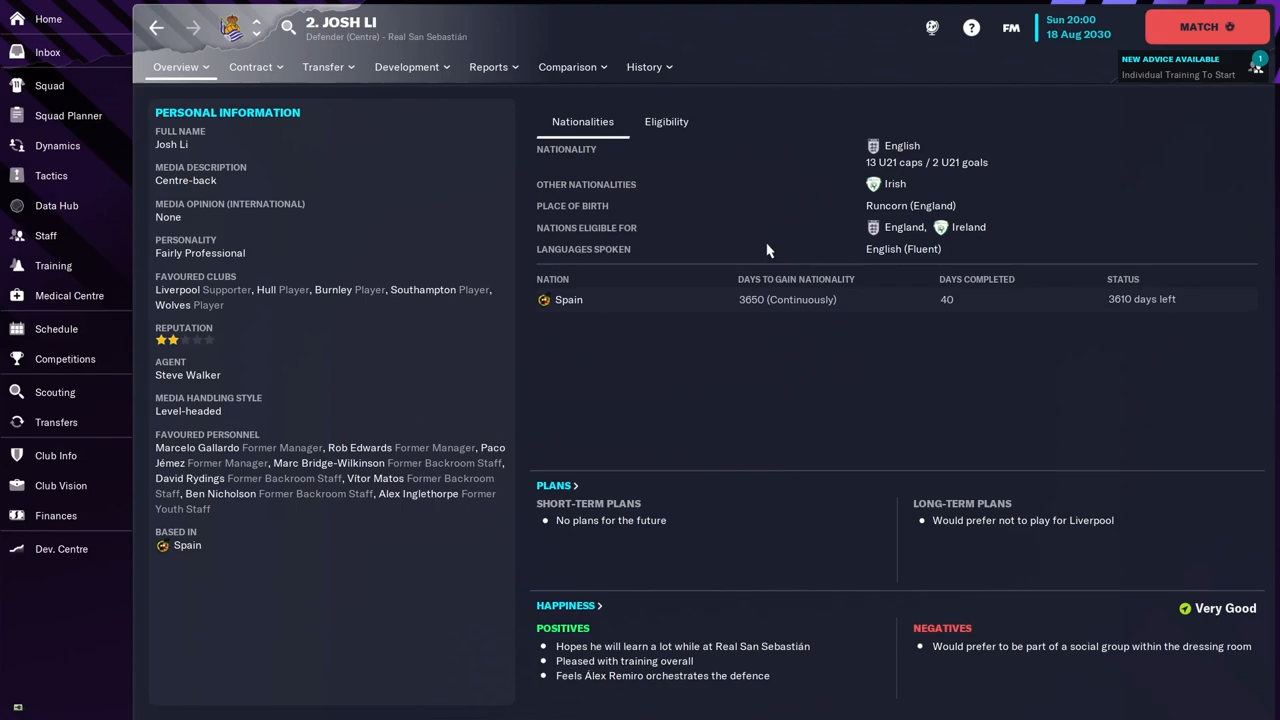 Home
Inbox
Squad
Squad Planner
Dynamics
Tactics
Data Hub
Staff
Training
Medical Centre
Schedule
Competitions
Scouting
Transfers
Club Info
Club Vision
Finances
Dev. Centre
2. JOSH LI
Defender (Centre) - Real San Sebastián
FM
Sun 20:00
18 Aug 2030
MATCH
Overview
Contract
Transfer
Development
Reports
Comparison
History
NEW ADVICE AVAILABLE
Individual Training To Start
1
PERSONAL INFORMATION
FULL NAME
Josh Li
MEDIA DESCRIPTION
Centre-back
MEDIA OPINION (INTERNATIONAL)
None
PERSONALITY
Fairly Professional
FAVOURED CLUBS
Liverpool Supporter, Hull Player, Burnley Player, Southampton Player,
Wolves Player
REPUTATION
AGENT
Steve Walker
MEDIA HANDLING STYLE
Level-headed
FAVOURED PERSONNEL
Marcelo Gallardo Former Manager, Rob Edwards Former Manager, Paco
Jémez Former Manager, Marc Bridge-Wilkinson Former Backroom Staff,
David Rydings Former Backroom Staff, Vítor Matos Former Backroom
Staff, Ben Nicholson Former Backroom Staff, Alex Inglethorpe Former
Youth Staff
BASED IN
Spain
Nationalities
Eligibility
NATIONALITY
English
13 U21 caps / 2 U21 goals
OTHER NATIONALITIES
Irish
PLACE OF BIRTH
Runcorn (England)
NATIONS ELIGIBLE FOR
England, Ireland
LANGUAGES SPOKEN
English (Fluent)
NATION DAYS TO GAIN NATIONALITY DAYS COMPLETED STATUS
Spain 3650 (Continuously) 40 3610 days left
PLANS
SHORT-TERM PLANS
No plans for the future
LONG-TERM PLANS
Would prefer not to play for Liverpool
HAPPINESS
Very Good
POSITIVES
Hopes he will learn a lot while at Real San Sebastián
Pleased with training overall
Feels Álex Remiro orchestrates the defence
NEGATIVES
Would prefer to be part of a social group within the dressing room